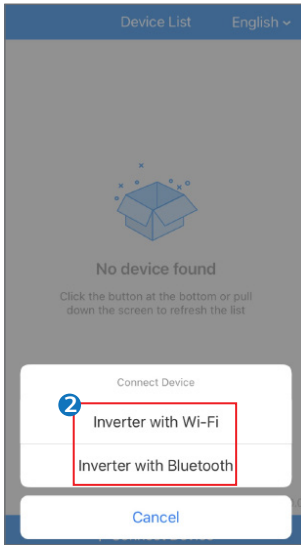 Device List
English
No device found
Click the button at the bottom or pull
down the screen to refresh the list
Connect Device
2
Inverter with Wi-Fi
Inverter with Bluetooth
Cancel